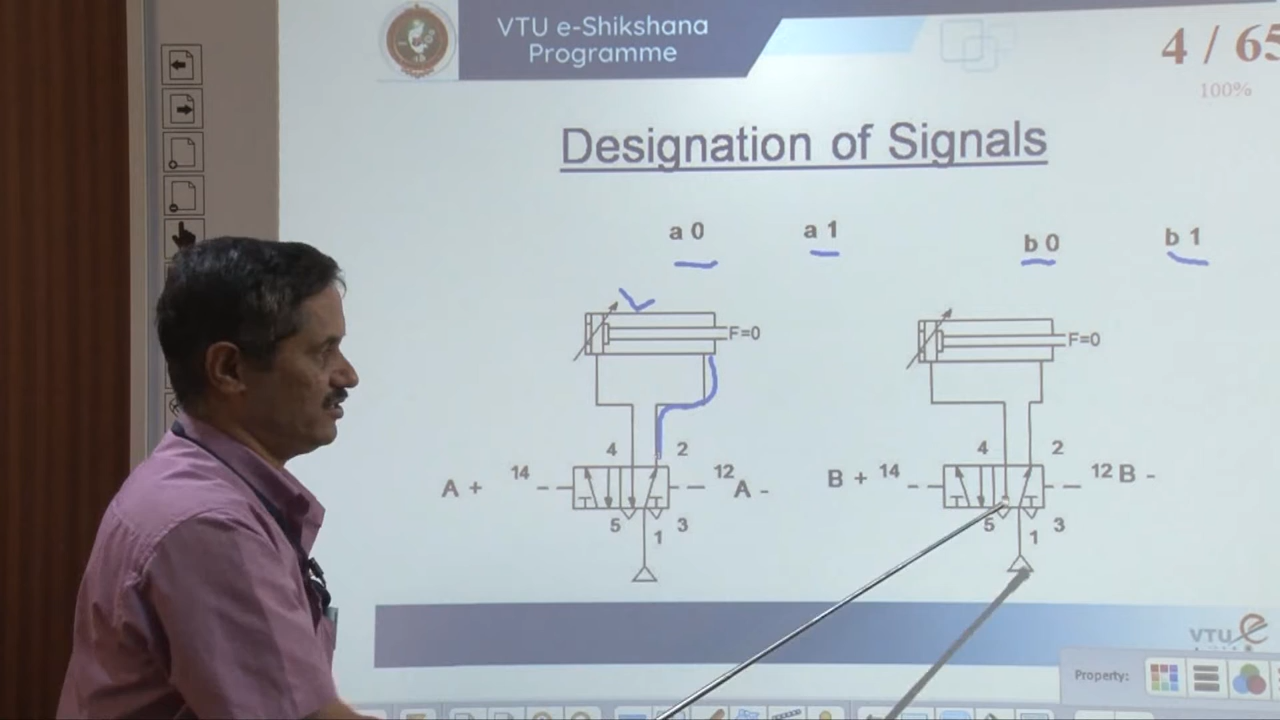 VTU e-Shikshana
Programme
4 / 65
100%
Designation of Signals
a 0 a 1 b 0 b 1
F=0 F=0
4 2 4 2
A + 14 12 A - B + 14 12 B -
5 1 3 5 1 3
VTU e
Property: